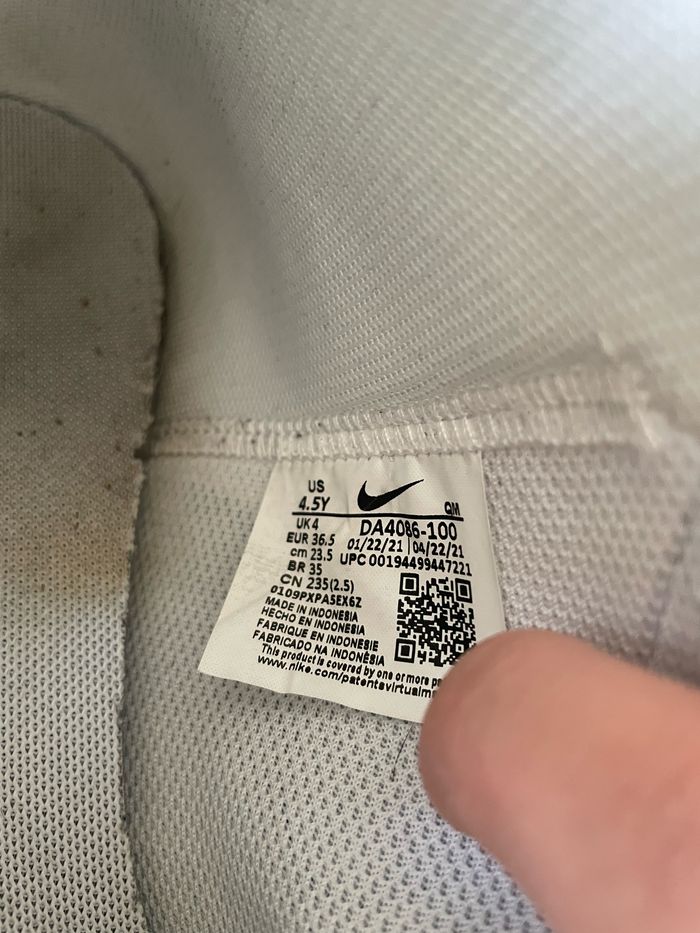 US
4.5Y
QM
UK 4
DA4086-100
EUR 36.5
01/22/21 | 04/22/21
cm 23.5
UPC 00194499447221
BR 35
CN 235(2.5)
0109PXPA5EX6Z
MADE IN INDONESIA
HECHO EN INDONESIA
FABRIQUE EN INDONESIE
FABRICADO NA INDONÉSIA
This product is covered by one or more
www.nike.com/patents